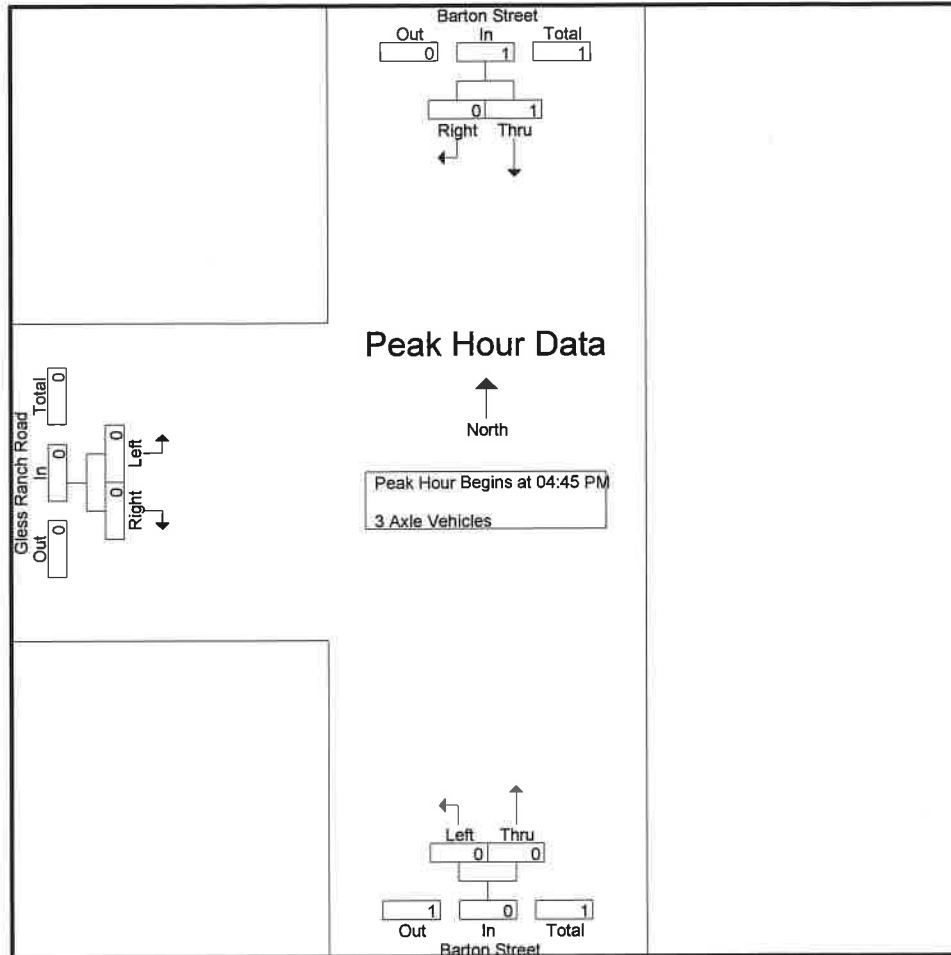 Barton Street
Out In Total
0 1 1
0 1
Right Thru
Peak Hour Data
North
Peak Hour Begins at 04:45 PM
3 Axle Vehicles
Gless Ranch Road
Out In Total
0 0 0
0 0
Right Left
Left Thru
0 0
1 0 1
Out In Total
Barton Street